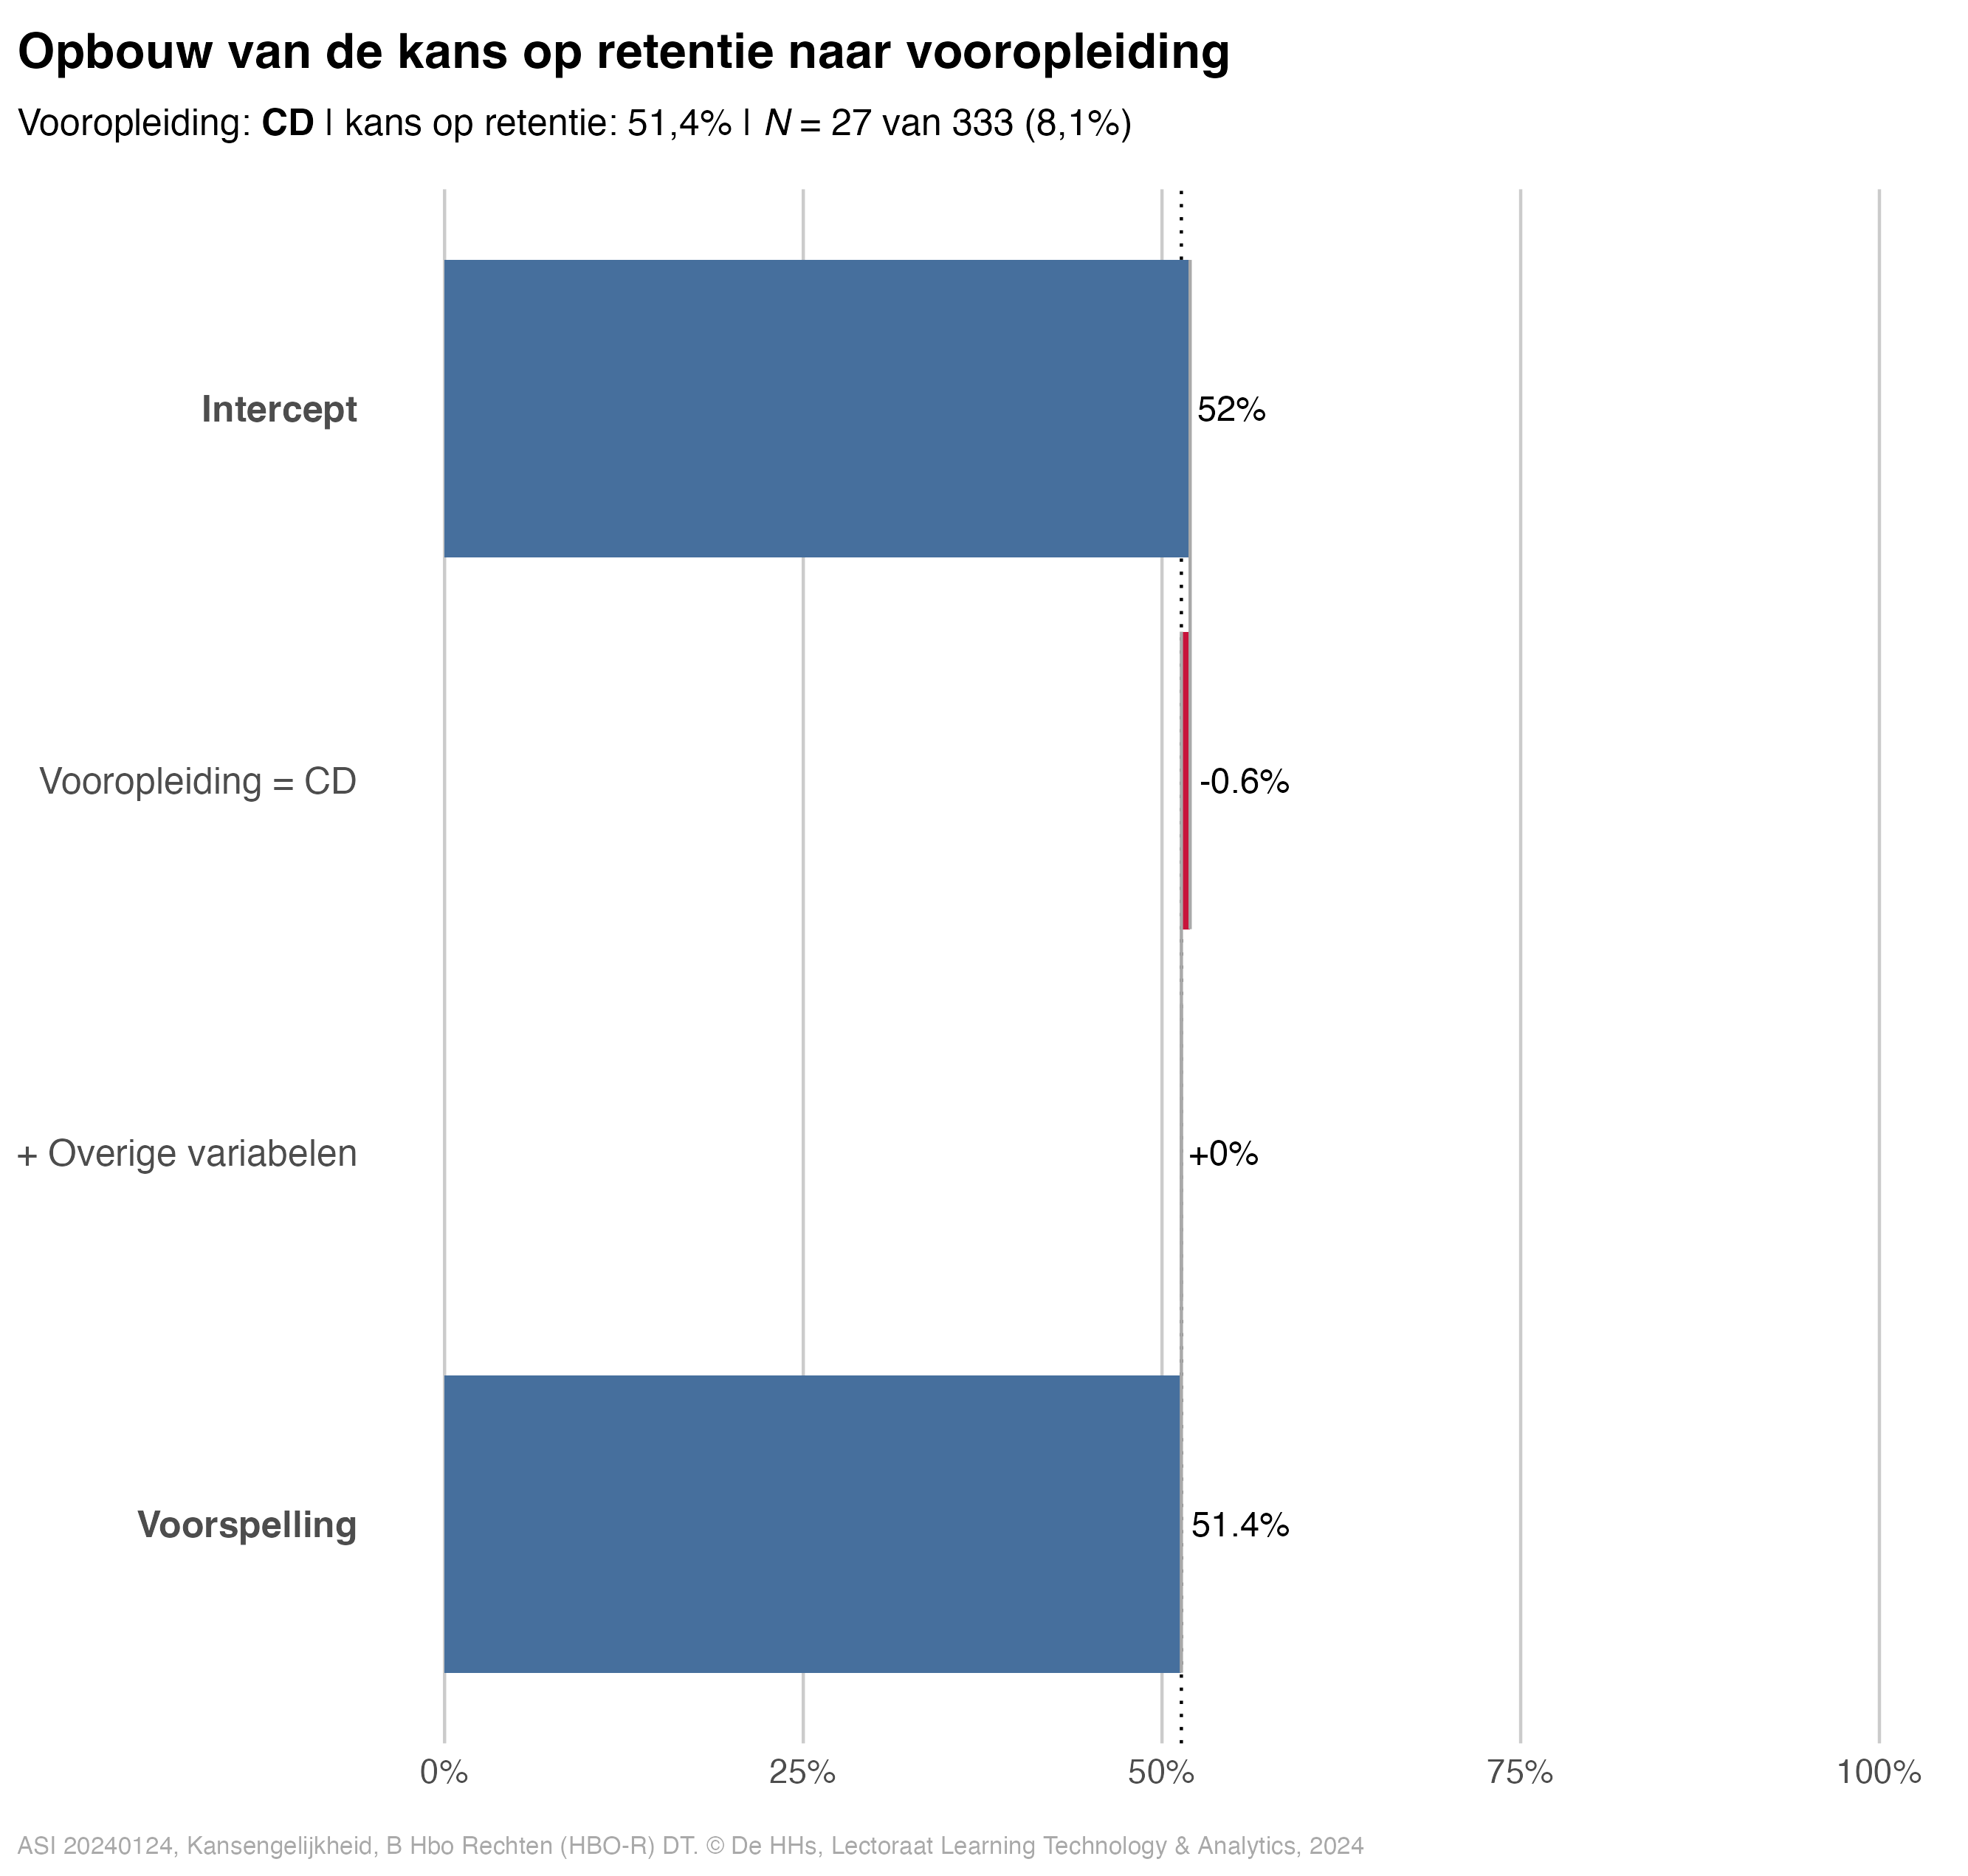 Opbouw van de kans op retentie naar vooropleiding
Vooropleiding: CD | kans op retentie: 51,4% | N = 27 van 333 (8,1%)
Intercept
52%
Vooropleiding = CD
-0.6%
+ Overige variabelen
+0%
Voorspelling
51.4%
0% 25% 50% 75% 100%
ASI 20240124, Kansengelijkheid, B Hbo Rechten (HBO-R) DT. © De HHs, Lectoraat Learning Technology & Analytics, 2024